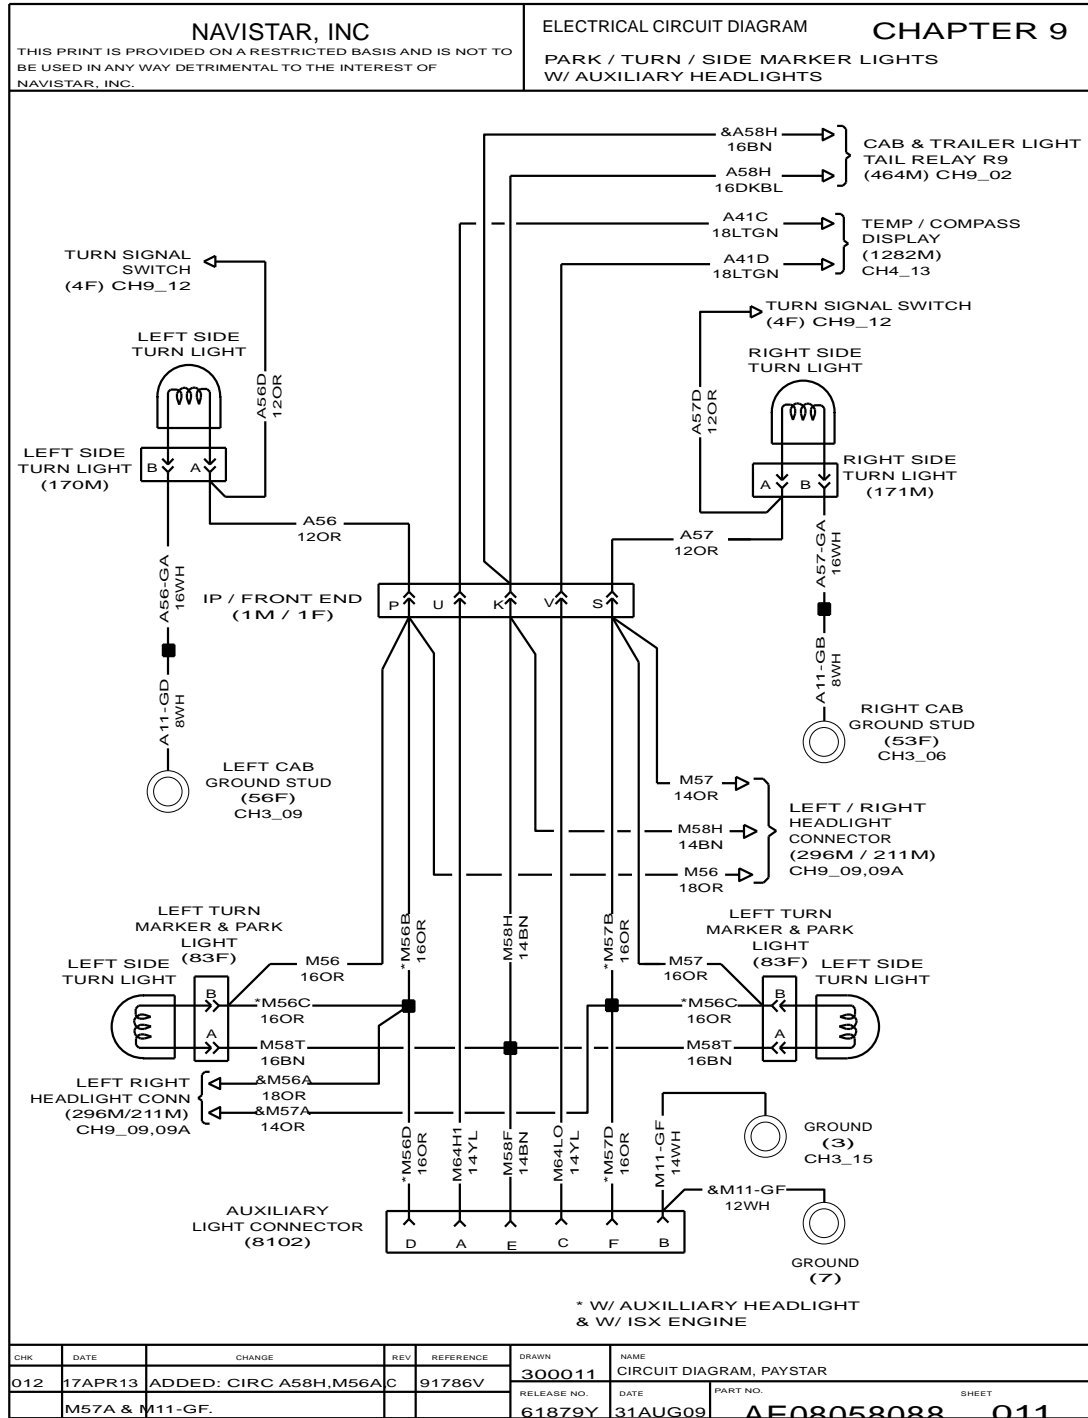 NAVISTAR, INC
THIS PRINT IS PROVIDED ON A RESTRICTED BASIS AND IS NOT TO
BE USED IN ANY WAY DETRIMENTAL TO THE INTEREST OF
NAVISTAR, INC.
ELECTRICAL CIRCUIT DIAGRAM
CHAPTER 9
PARK / TURN / SIDE MARKER LIGHTS
W/ AUXILIARY HEADLIGHTS
&A58H
16BN
A58H
16DKBL
CAB & TRAILER LIGHT
TAIL RELAY R9
(464M) CH9_02
A41C
18LTGN
A41D
18LTGN
TEMP / COMPASS
DISPLAY
(1282M)
CH4_13
TURN SIGNAL
SWITCH
(4F) CH9_12
TURN SIGNAL SWITCH
(4F) CH9_12
LEFT SIDE
TURN LIGHT
RIGHT SIDE
TURN LIGHT
A56D
12OR
A57D
12OR
LEFT SIDE
TURN LIGHT
(170M)
B A
A B
RIGHT SIDE
TURN LIGHT
(171M)
A56
12OR
A57
12OR
A56-GA
16WH
A57-GA
16WH
IP / FRONT END
(1M / 1F)
P U K V S
A11-GD
8WH
A11-GB
8WH
RIGHT CAB
GROUND STUD
(53F)
CH3_06
LEFT CAB
GROUND STUD
(56F)
CH3_09
M57
14OR
M58H
14BN
M56
18OR
LEFT / RIGHT
HEADLIGHT
CONNECTOR
(296M / 211M)
CH9_09,09A
LEFT TURN
MARKER & PARK
LIGHT
(83F)
LEFT SIDE
TURN LIGHT
B
A
M56
16OR
*M56C
16OR
M58T
16BN
*M56B
16OR
M58H
14BN
*M57B
16OR
LEFT TURN
MARKER & PARK
LIGHT
(83F)
LEFT SIDE
TURN LIGHT
B
A
M57
16OR
*M56C
16OR
M58T
16BN
LEFT RIGHT
HEADLIGHT CONN
(296M/211M)
CH9_09,09A
&M56A
18OR
&M57A
14OR
*M56D
16OR
M64H1
14YL
M58F
14BN
M64LO
14YL
*M57D
16OR
M11-GF
14WH
GROUND
(3)
CH3_15
&M11-GF
12WH
GROUND
(7)
AUXILIARY
LIGHT CONNECTOR
(8102)
D A E C F B
* W/ AUXILLIARY HEADLIGHT
& W/ ISX ENGINE
CHK DATE CHANGE REV REFERENCE
012 17APR13 ADDED: CIRC A58H,M56A C 91786V
M57A & M11-GF.
DRAWN
300011
NAME
CIRCUIT DIAGRAM, PAYSTAR
RELEASE NO.
61879Y
DATE
31AUG09
PART NO.
AE08058088
SHEET
011